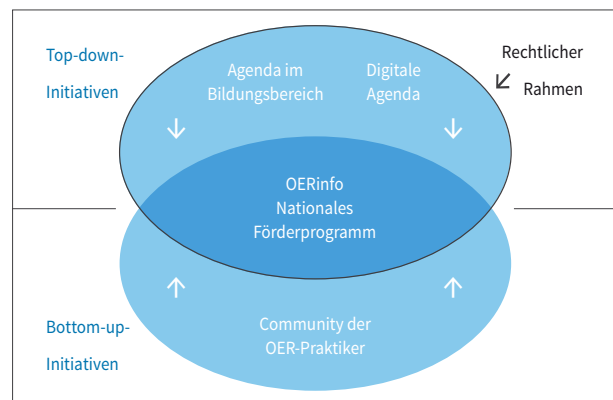 Top-down-
Initiativen
Agenda im
Bildungsbereich
Digitale
Agenda
Rechtlicher
Rahmen
OERinfo
Nationales
Förderprogramm
Bottom-up-
Initiativen
Community der
OER-Praktiker